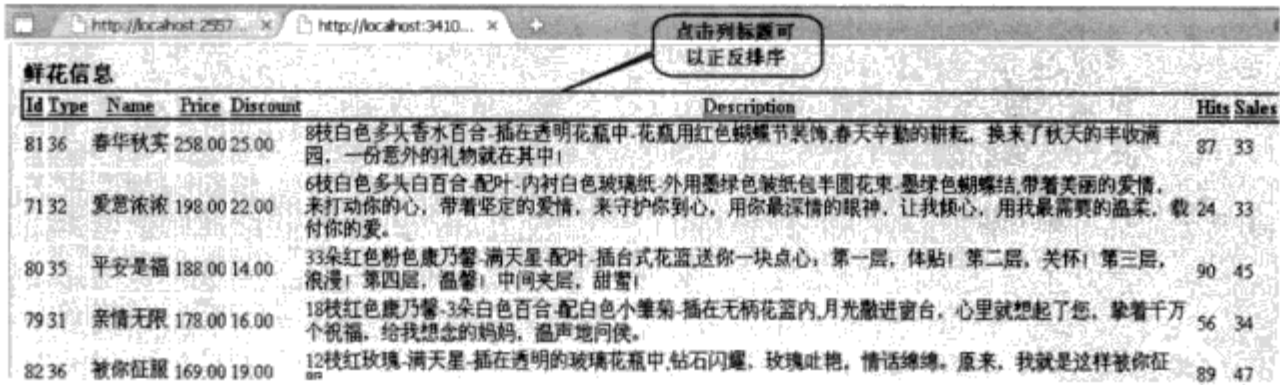 http://localhost:2557... ×
http://localhost:3410... ×
点击列标题可
以正反排序
鲜花信息
Id Type Name Price Discount Description Hits Sales
81 36 春华秋实 258.00 25.00 8枝白色多头香水百合-插在透明花瓶中-花瓶用红色蝴蝶节装饰,春天辛勤的耕耘，换来了秋天的丰收满
园，一份意外的礼物就在其中! 87 33
6枝白色多头白百合-配叶-内衬白色玻璃纸-外用墨绿色皱纸包半圆花束-墨绿色蝴蝶结,带着美丽的爱情，
71 32 爱意浓浓 198.00 22.00 来打动你的心，带着坚定的爱情，来守护你到心，用你最深情的眼神，让我倾心，用我最需要的温柔，载 24 33
付你的爱。
80 35 平安是福 188.00 14.00 33朵红色粉色康乃馨-满天星-配叶-插台式花篮,送你一块点心：第一层，体贴！第二层，关怀！第三层，
浪漫！第四层，温馨！中间夹层，甜蜜！ 90 45
79 31 亲情无限 178.00 16.00 18枝红色康乃馨-3朵白色百合-配白色小雏菊-插在无柄花篮内,月光散进窗台，心里就想起了您，挚着千万
个祝福，给我想念的妈妈，温声地问侯。 56 34
82 36 被你征服 169.00 19.00 12枝红玫瑰-满天星-插在透明的玻璃花瓶中,钻石闪耀，玫瑰吐艳，情话绵绵。原来，我就是这样被你征
89 47